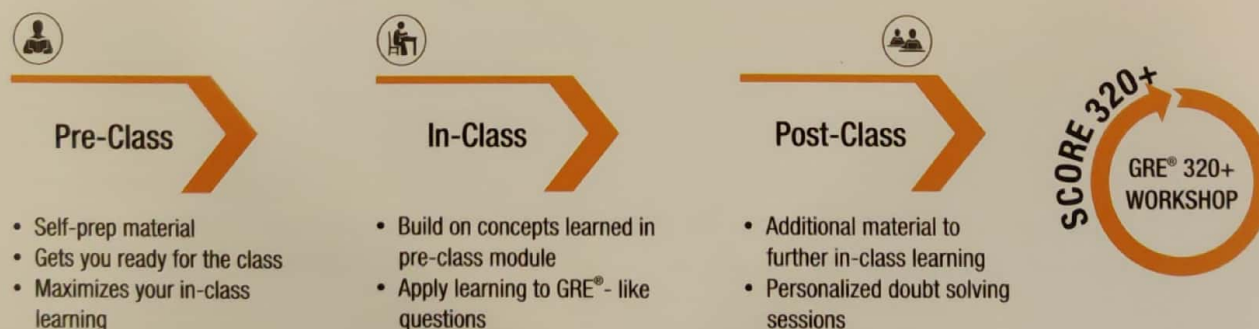 Pre-Class
• Self-prep material
• Gets you ready for the class
• Maximizes your in-class
learning
In-Class
• Build on concepts learned in
pre-class module
• Apply learning to GRE®- like
questions
Post-Class
• Additional material to
further in-class learning
• Personalized doubt solving
sessions
SCORE 320+
GRE® 320+
WORKSHOP